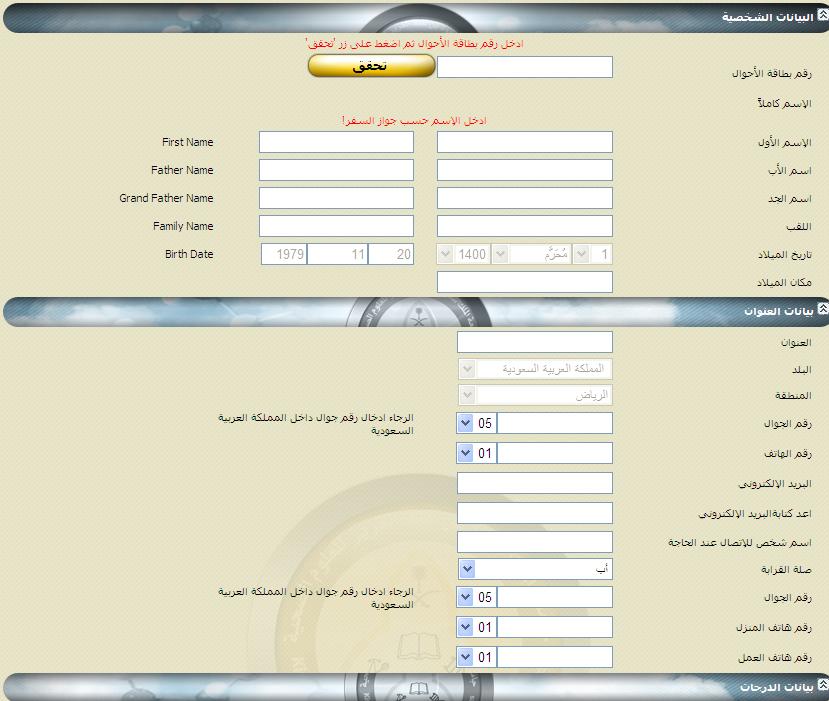 البيانات الشخصية
ادخل رقم بطاقة الأحوال ثم اضغط على زر 'تحقق'
رقم بطاقة الأحوال تحقق
الإسم كاملاً
ادخل الإسم حسب جواز السفر!
الإسم الأول First Name
اسم الأب Father Name
اسم الجد Grand Father Name
اللقب Family Name
تاريخ الميلاد 1 مُحَرَّم 1400 20 11 1979 Birth Date
مكان الميلاد
بيانات العنوان
العنوان
البلد المملكة العربية السعودية
المنطقة الرياض
رقم الجوال 05 الرجاء ادخال رقم جوال داخل المملكة العربية
السعودية
رقم الهاتف 01
البريد الإلكتروني
اعد كتابةالبريد الإلكتروني
اسم شخص للإتصال عند الحاجة
صلة القرابة أب
رقم الجوال 05 الرجاء ادخال رقم جوال داخل المملكة العربية
السعودية
رقم هاتف المنزل 01
رقم هاتف العمل 01
بيانات الدرجات